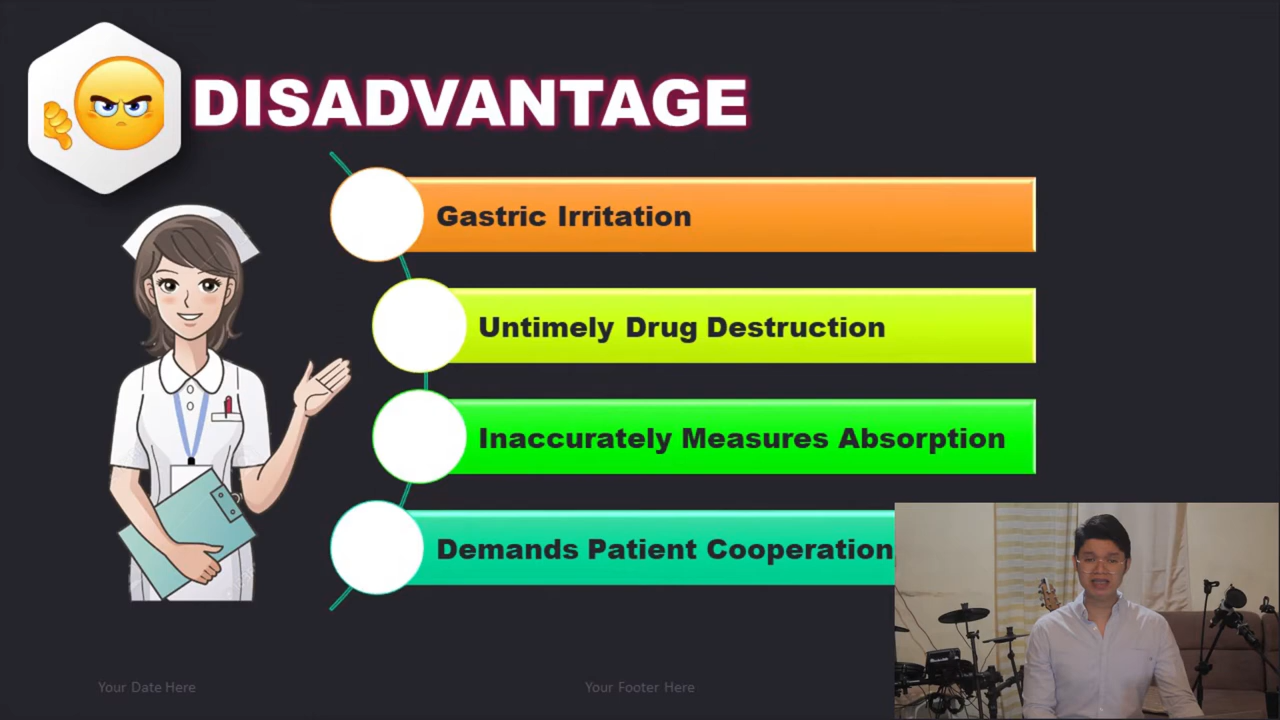 DISADVANTAGE
Gastric Irritation
Untimely Drug Destruction
Inaccurately Measures Absorption
Demands Patient Cooperation
Your Date Here
Your Footer Here